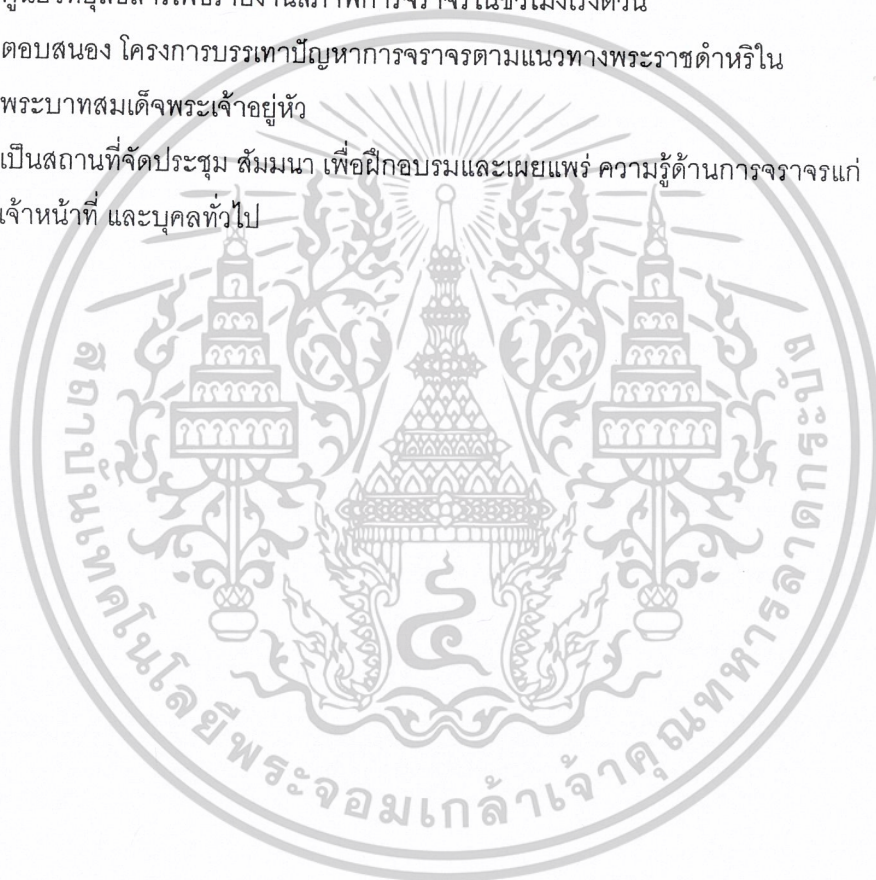 ศูนย์วิทยุสื่อสารเพื่อรายงานสภาพการจราจรในชั่วโมงเร่งด่วน
ตอบสนอง โครงการบรรเทาปัญหาการจราจรตามแนวทางพระราชดำหริใน
พระบาทสมเด็จพระเจ้าอยู่หัว
เป็นสถานที่จัดประชุม สัมมนา เพื่อฝึกอบรมและเผยแพร่ ความรู้ด้านการจราจรแก่
เจ้าหน้าที่ และบุคลทั่วไป
สถาบันเทคโนโลยีพระจอมเกล้าเจ้าคุณทหารลาดกระบัง
๔